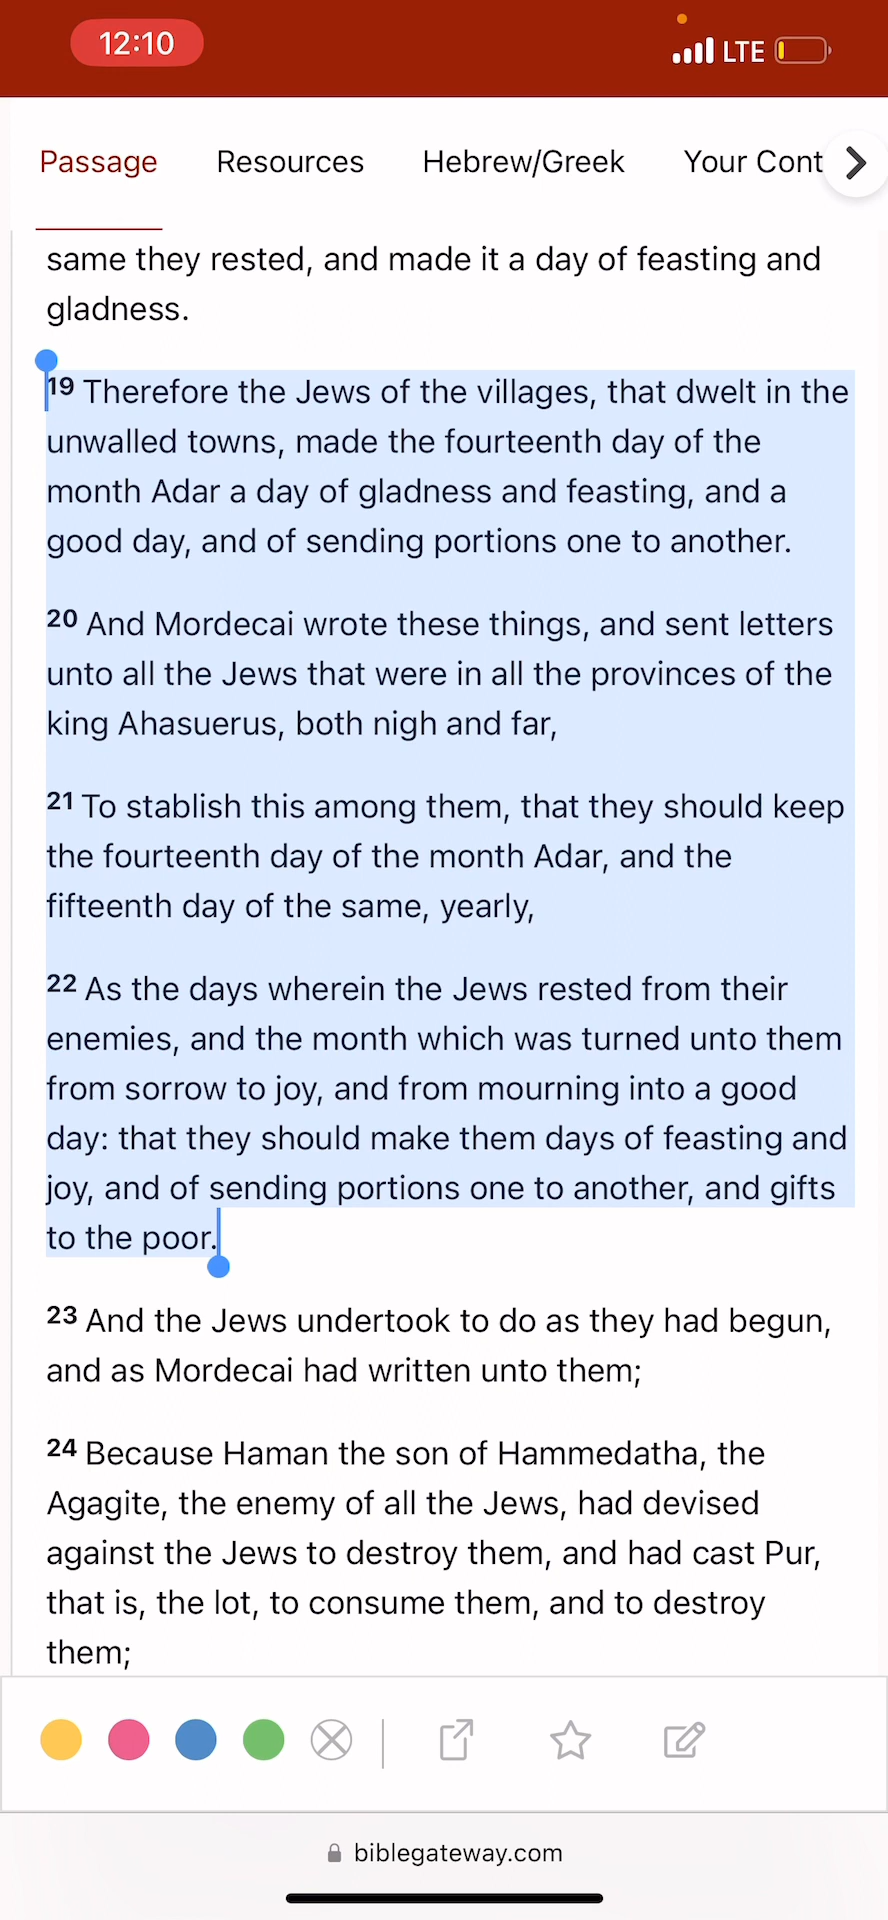 12:10
LTE
Passage Resources Hebrew/Greek Your Cont
same they rested, and made it a day of feasting and
gladness.
19 Therefore the Jews of the villages, that dwelt in the
unwalled towns, made the fourteenth day of the
month Adar a day of gladness and feasting, and a
good day, and of sending portions one to another.
20 And Mordecai wrote these things, and sent letters
unto all the Jews that were in all the provinces of the
king Ahasuerus, both nigh and far,
21 To stablish this among them, that they should keep
the fourteenth day of the month Adar, and the
fifteenth day of the same, yearly,
22 As the days wherein the Jews rested from their
enemies, and the month which was turned unto them
from sorrow to joy, and from mourning into a good
day: that they should make them days of feasting and
joy, and of sending portions one to another, and gifts
to the poor.
23 And the Jews undertook to do as they had begun,
and as Mordecai had written unto them;
24 Because Haman the son of Hammedatha, the
Agagite, the enemy of all the Jews, had devised
against the Jews to destroy them, and had cast Pur,
that is, the lot, to consume them, and to destroy
them;
biblegateway.com